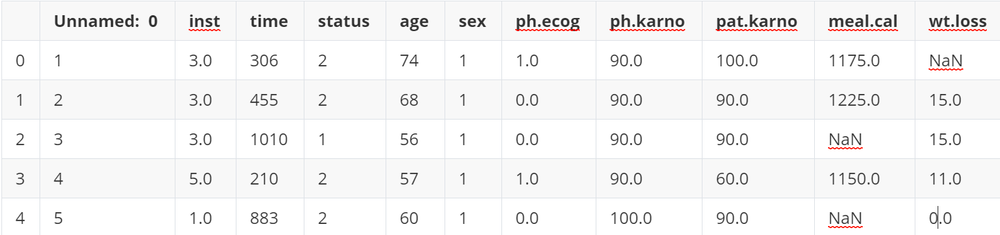 Unnamed: 0 inst time status age sex ph.ecog ph.karno pat.karno meal.cal wt.loss
0 1 3.0 306 2 74 1 1.0 90.0 100.0 1175.0 NaN
1 2 3.0 455 2 68 1 0.0 90.0 90.0 1225.0 15.0
2 3 3.0 1010 1 56 1 0.0 90.0 90.0 NaN 15.0
3 4 5.0 210 2 57 1 1.0 90.0 60.0 1150.0 11.0
4 5 1.0 883 2 60 1 0.0 100.0 90.0 NaN 0.0